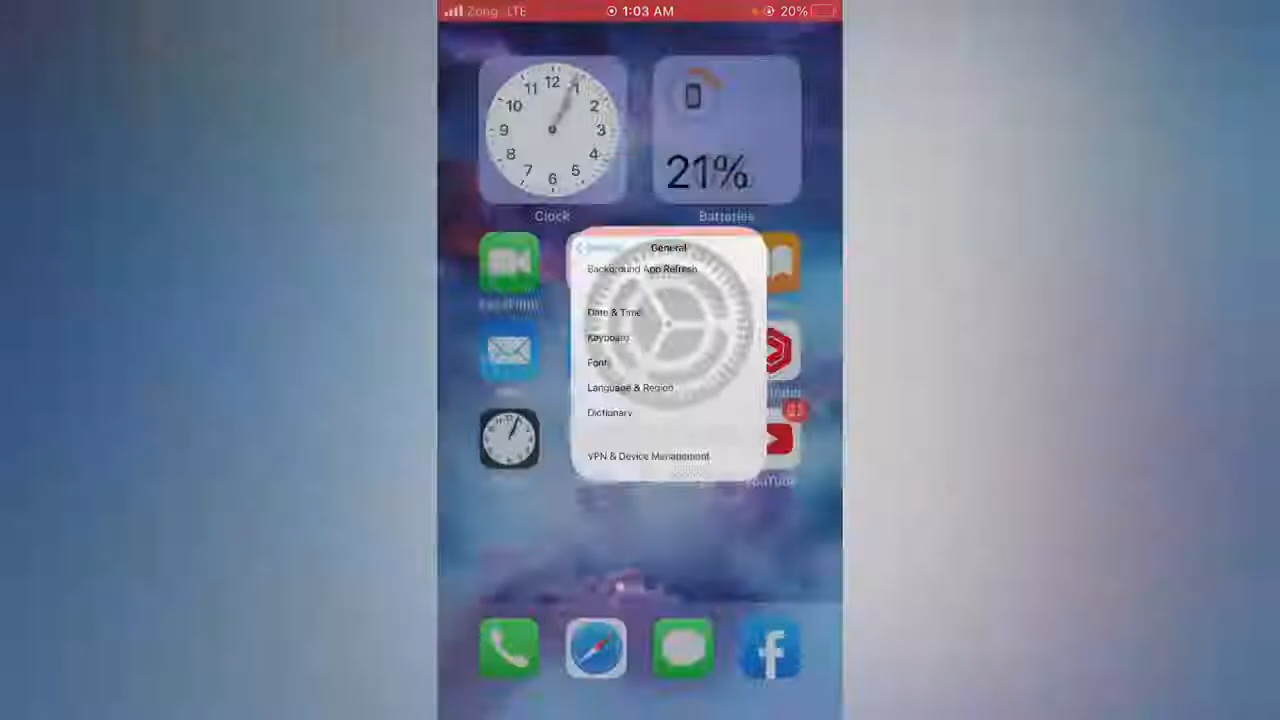 Zong LTE 1:03 AM 20%
12
11 1
10 2
9 3
8 4
7 5
6
21%
Clock Batteries
General
Background App Refresh
Date & Time
Keyboard
Font
Language & Region
Dictionary
VPN & Device Management
YouTube